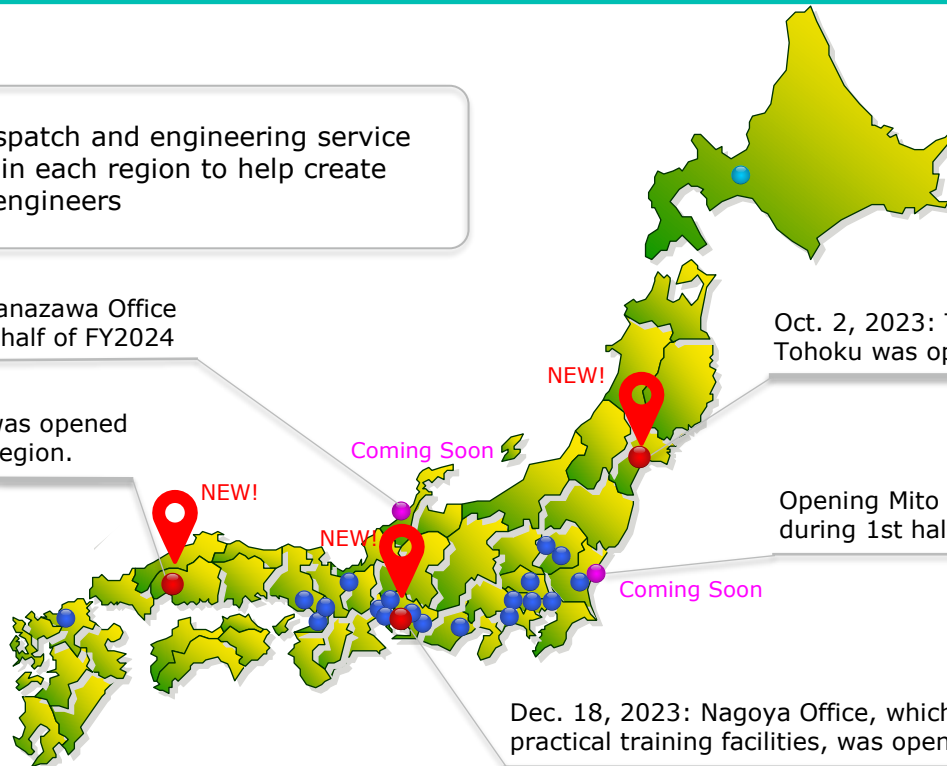 spatch and engineering service
in each region to help create
engineers
anazawa Office
half of FY2024
was opened
egion.
NEW!
Coming Soon
NEW!
NEW!
Oct. 2, 2023: T
Tohoku was op
Opening Mito
during 1st hal
Coming Soon
Dec. 18, 2023: Nagoya Office, which
practical training facilities, was open